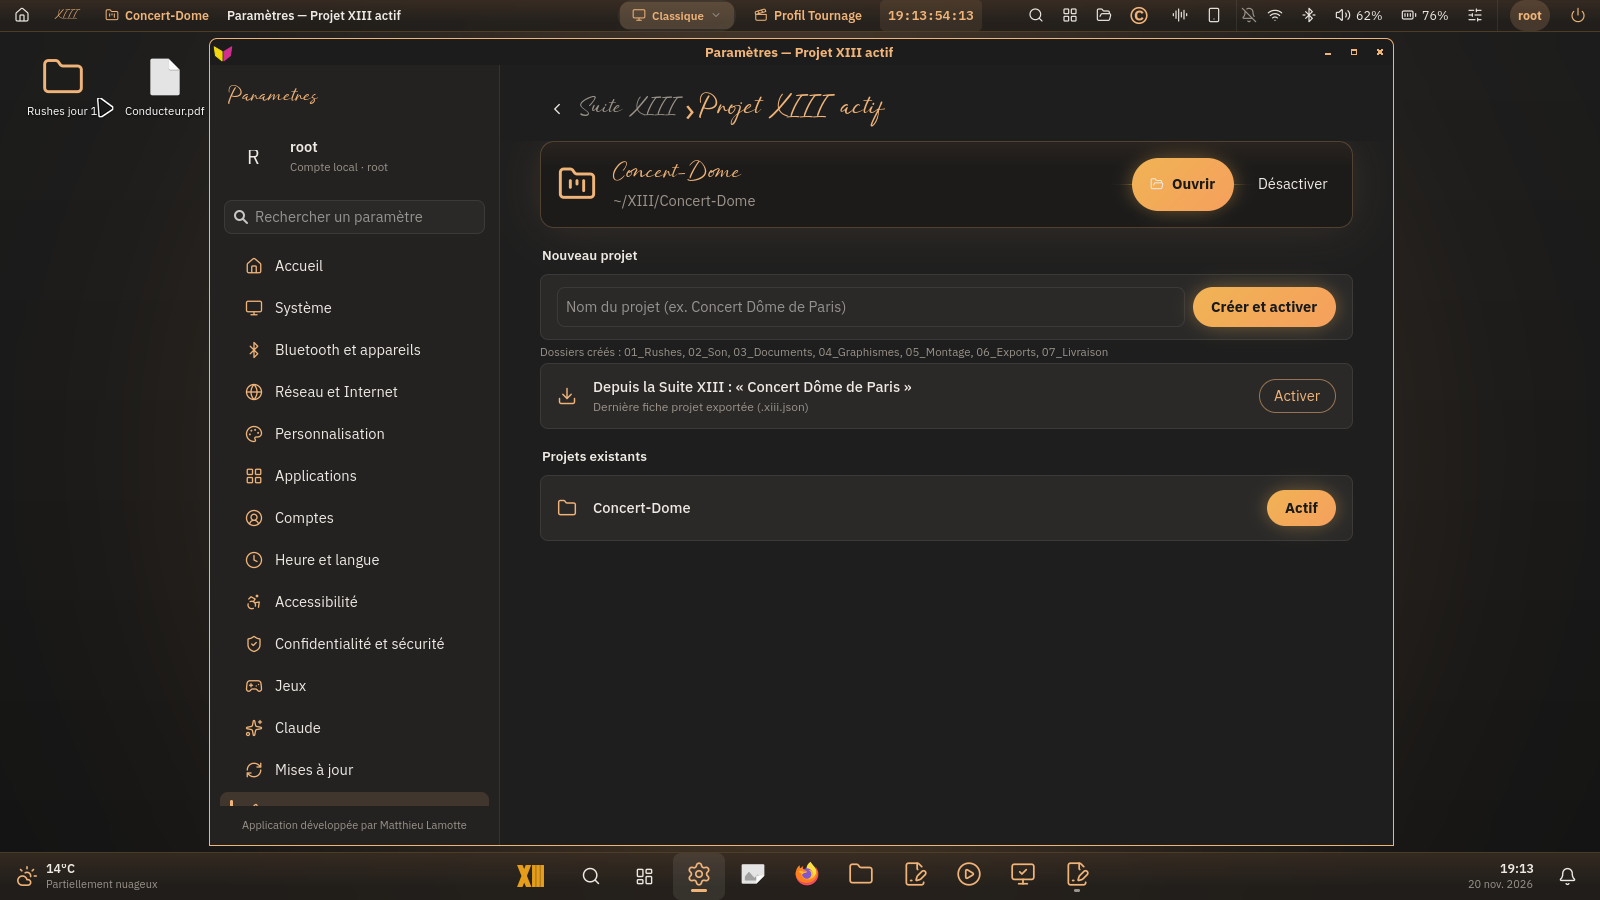 XIII
Concert-Dome
Paramètres — Projet XIII actif
Classique
Profil Tournage
19:13:54:13
62%
76%
root
Rushes jour 1
Conducteur.pdf
Paramètres — Projet XIII actif
Paramètres
R
root
Compte local · root
Rechercher un paramètre
Accueil
Système
Bluetooth et appareils
Réseau et Internet
Personnalisation
Applications
Comptes
Heure et langue
Accessibilité
Confidentialité et sécurité
Jeux
Claude
Mises à jour
Application développée par Matthieu Lamotte
Suite XIII › Projet XIII actif
Concert-Dome
~/XIII/Concert-Dome
Ouvrir
Désactiver
Nouveau projet
Nom du projet (ex. Concert Dôme de Paris)
Créer et activer
Dossiers créés : 01_Rushes, 02_Son, 03_Documents, 04_Graphismes, 05_Montage, 06_Exports, 07_Livraison
Depuis la Suite XIII : « Concert Dôme de Paris »
Dernière fiche projet exportée (.xiii.json)
Activer
Projets existants
Concert-Dome
Actif
14°C
Partiellement nuageux
XIII
19:13
20 nov. 2026